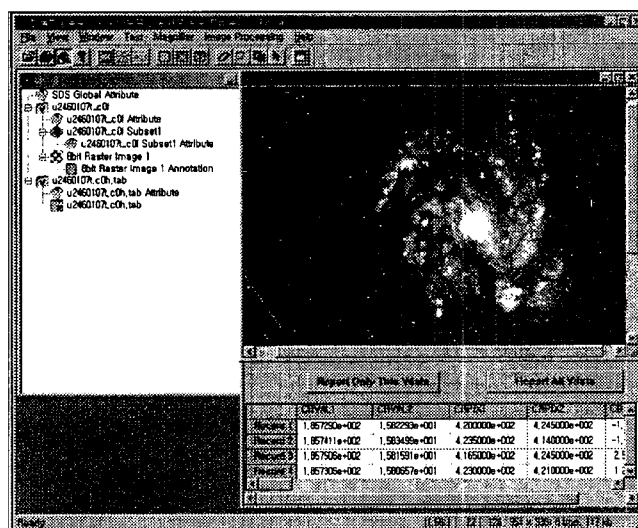 File View Window Text Magnifier Image Processing Help
SDS Global Attribute
u2460107t_c0f
u2460107t_c0f Attribute
u2460107t_c0f Subset1
u2460107t_c0f Subset1 Attribute
8bit Raster Image 1
8bit Raster Image 1 Annotation
u2460107t_c0h,tab
u2460107t_c0h,tab Attribute
u2460107t_c0h,tab
Report Only This Vdata Report All Vdata
CRVAL1 CRVAL2 CRPIX1 CRPIX2
Record 1 1,857290e+002 1,582293e+001 4,200000e+002 4,245000e+002 -1,
Record 2 1,857411e+002 1,583499e+001 4,235000e+002 4,140000e+002 -1,
Record 3 1,857506e+002 1,581591e+001 4,165000e+002 4,245000e+002
Record 4 1,857306e+002 1,580657e+001 4,230000e+002 4,210000e+002
Ready